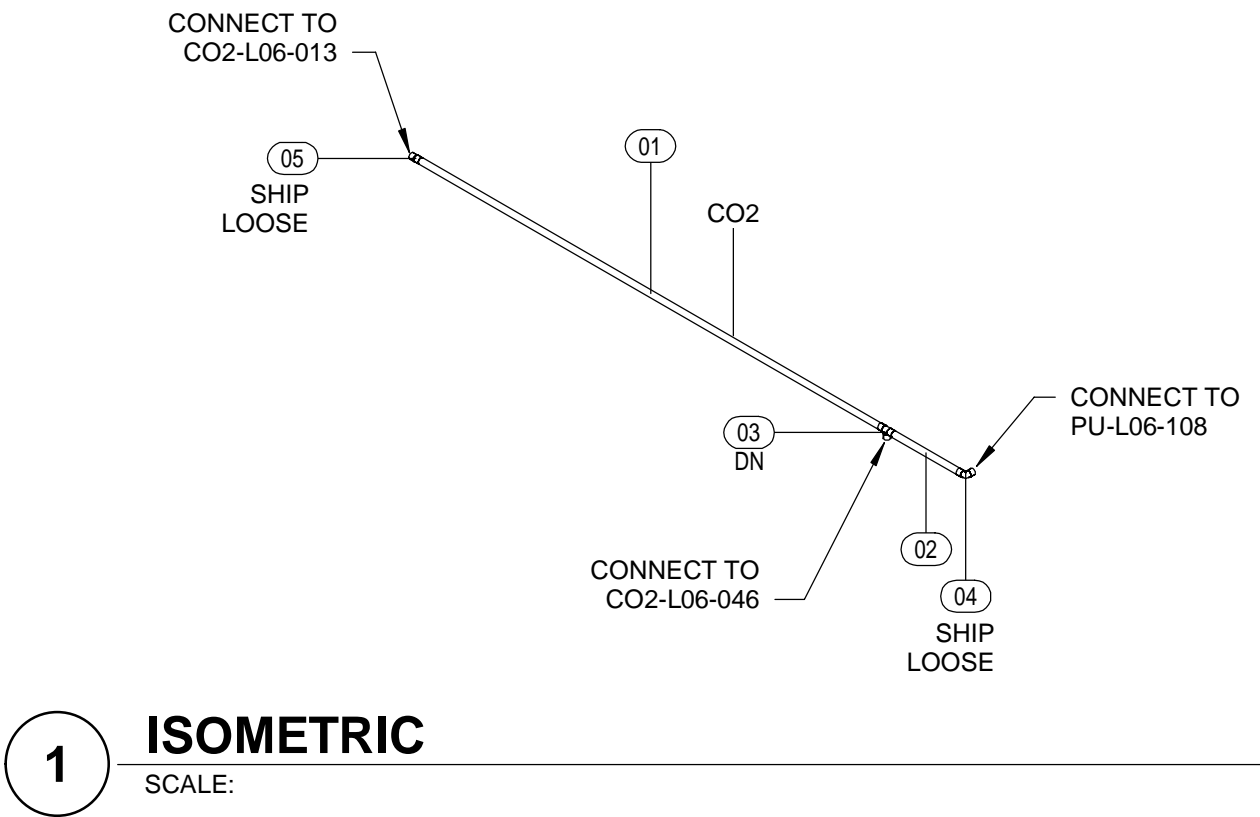 CONNECT TO
CO2-L06-013
05
SHIP
LOOSE
01
CO2
CONNECT TO
PU-L06-108
03
DN
02
CONNECT TO
CO2-L06-046
04
SHIP
LOOSE
1
ISOMETRIC
SCALE: